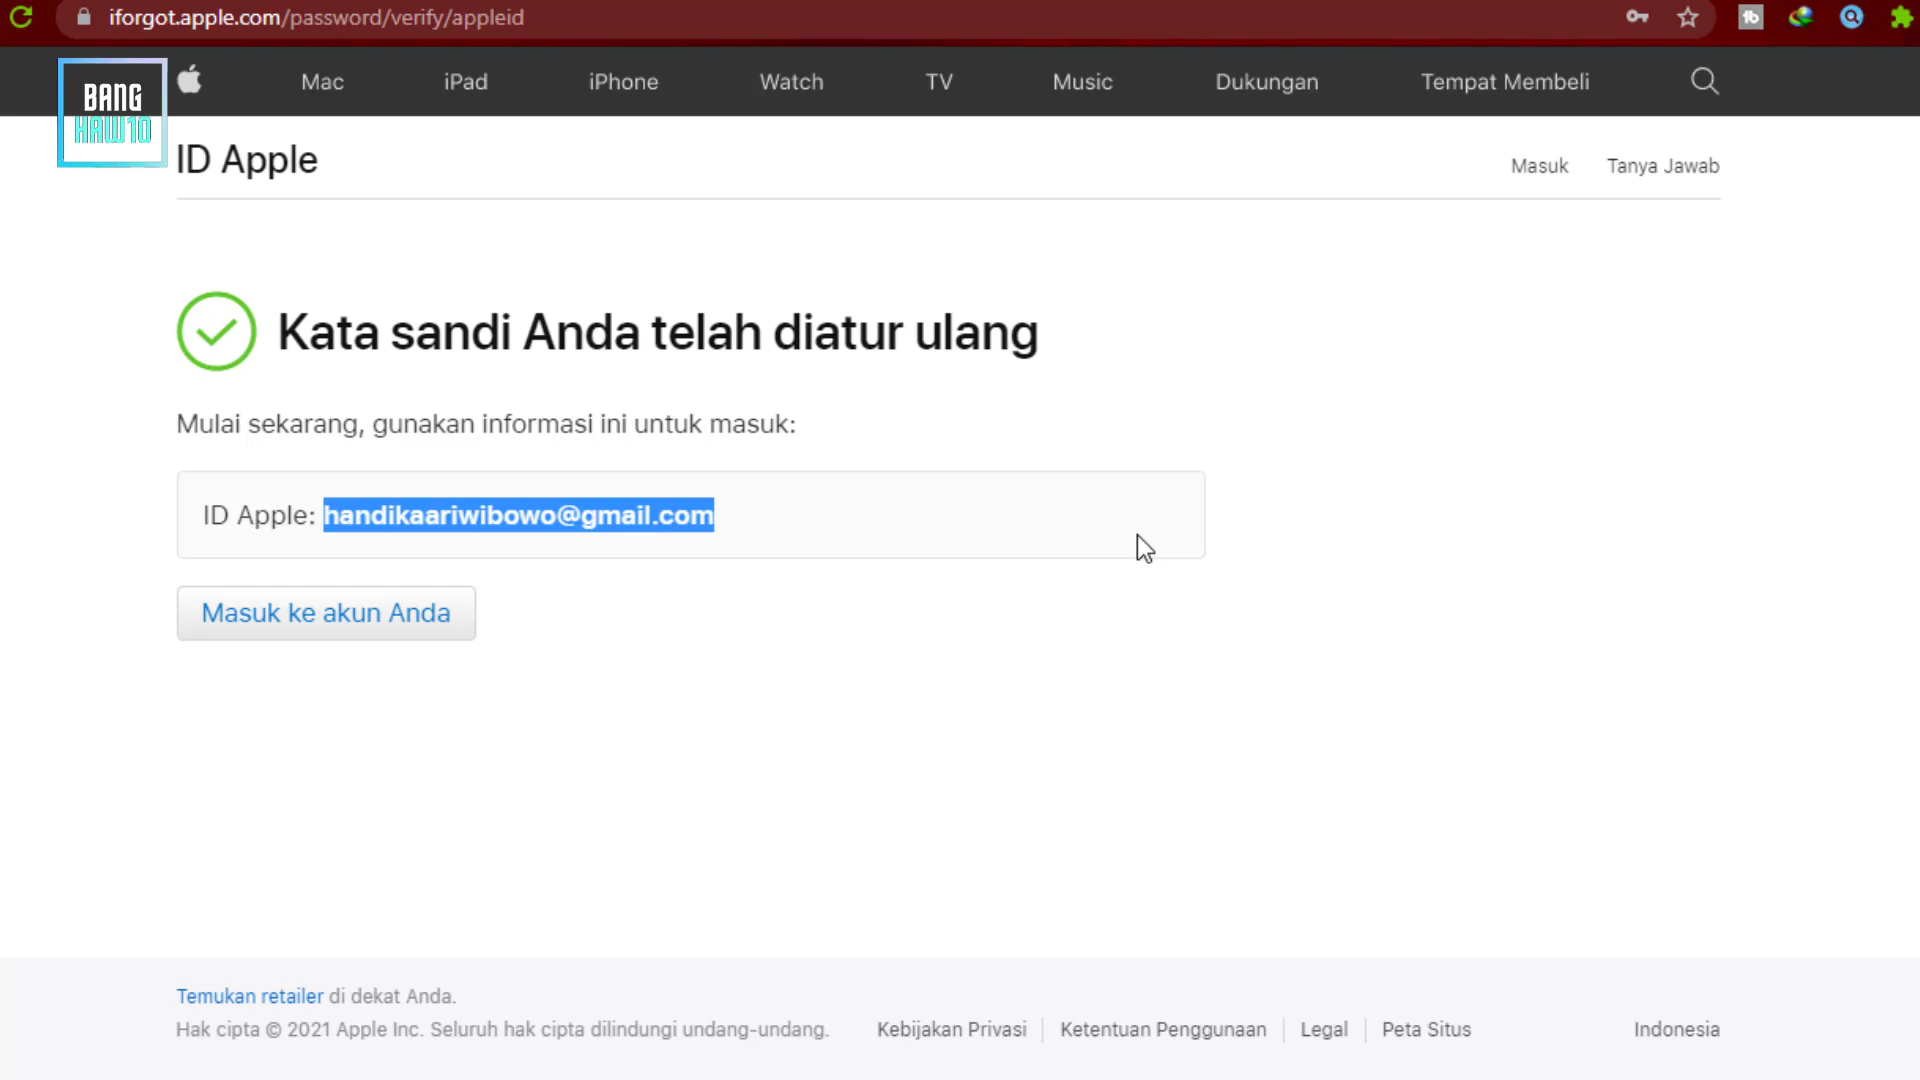 iforgot.apple.com/password/verify/appleid
tb
BANG
HAW10
Mac iPad iPhone Watch TV Music Dukungan Tempat Membeli
ID Apple
Masuk Tanya Jawab
Kata sandi Anda telah diatur ulang
Mulai sekarang, gunakan informasi ini untuk masuk:
ID Apple: handikaariwibowo@gmail.com
Masuk ke akun Anda
Temukan retailer di dekat Anda.
Hak cipta © 2021 Apple Inc. Seluruh hak cipta dilindungi undang-undang. Kebijakan Privasi Ketentuan Penggunaan Legal Peta Situs Indonesia